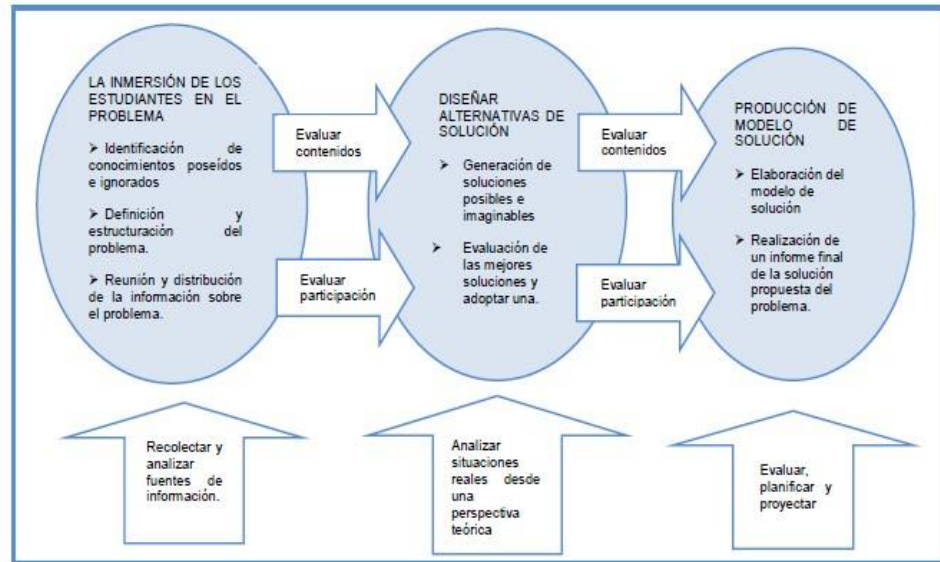 LA INMERSIÓN DE LOS
ESTUDIANTES EN EL
PROBLEMA
➢ Identificación de
conocimientos poseídos
e ignorados
➢ Definición y
estructuración del
problema.
➢ Reunión y distribución
de la información sobre
el problema.
Evaluar
contenidos
Evaluar
participación
DISEÑAR
ALTERNATIVAS DE
SOLUCIÓN
➢ Generación de
soluciones
posibles e
imaginables
➢ Evaluación de
las mejores
soluciones y
adoptar una.
Evaluar
contenidos
Evaluar
participación
PRODUCCIÓN DE
MODELO DE
SOLUCIÓN
➢ Elaboración del
modelo de
solución
➢ Realización de
un informe final
de la solución
propuesta del
problema.
Recolectar y
analizar
fuentes de
información.
Analizar
situaciones
reales desde
una
perspectiva
teórica
Evaluar,
planificar y
proyectar